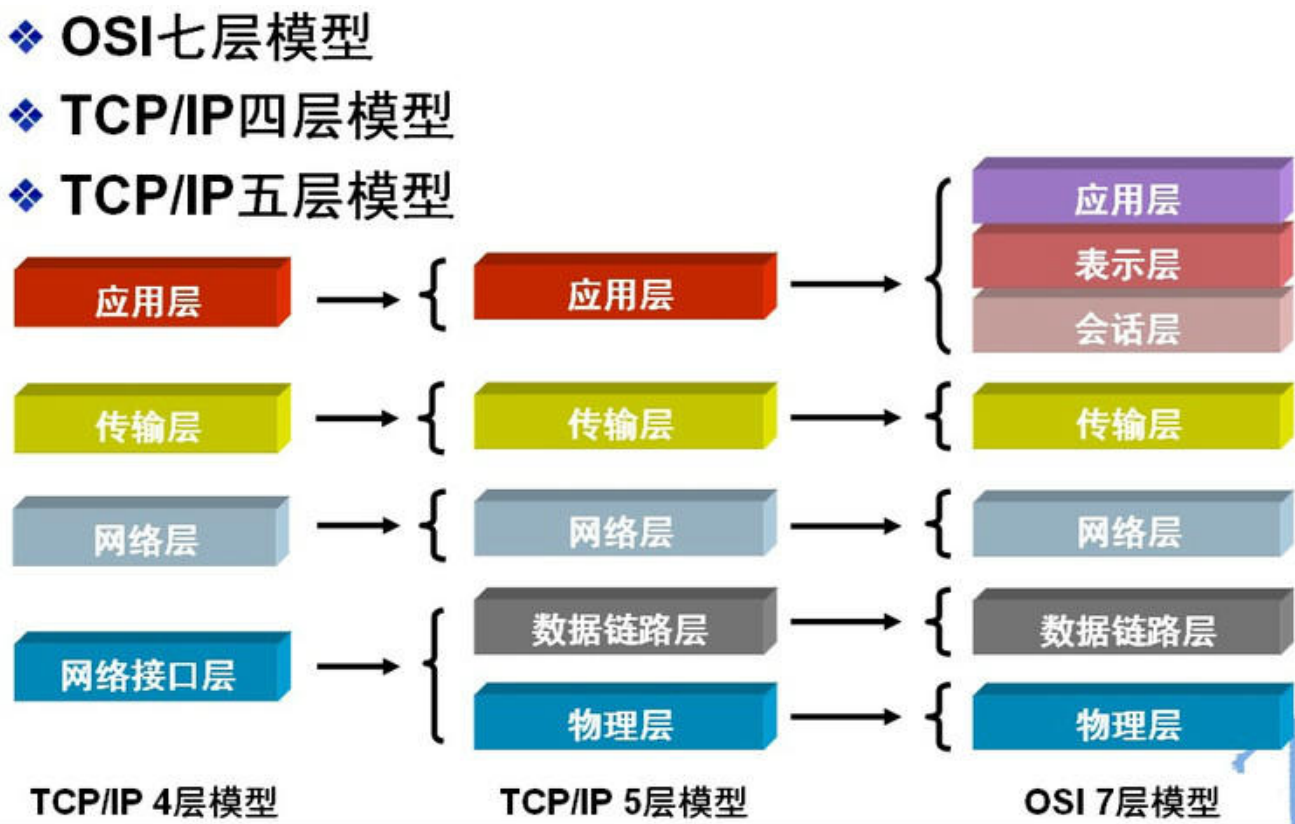 OSI七层模型
TCP/IP四层模型
TCP/IP五层模型
应用层
传输层
网络层
网络接口层
TCP/IP 4层模型
应用层
传输层
网络层
数据链路层
物理层
TCP/IP 5层模型
应用层
表示层
会话层
传输层
网络层
数据链路层
物理层
OSI 7层模型